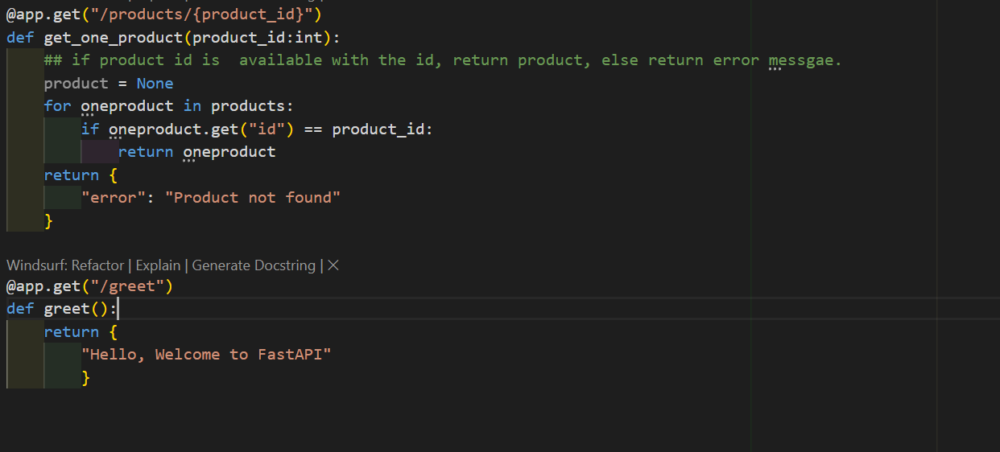 @app.get("/products/{product_id}")
def get_one_product(product_id:int):
    ## if product id is  available with the id, return product, else return error messgae.
    product = None
    for oneproduct in products:
        if oneproduct.get("id") == product_id:
            return oneproduct
    return {
        "error": "Product not found"
    }
Windsurf: Refactor | Explain | Generate Docstring | ×
@app.get("/greet")
def greet():
    return {
        "Hello, Welcome to FastAPI"
        }